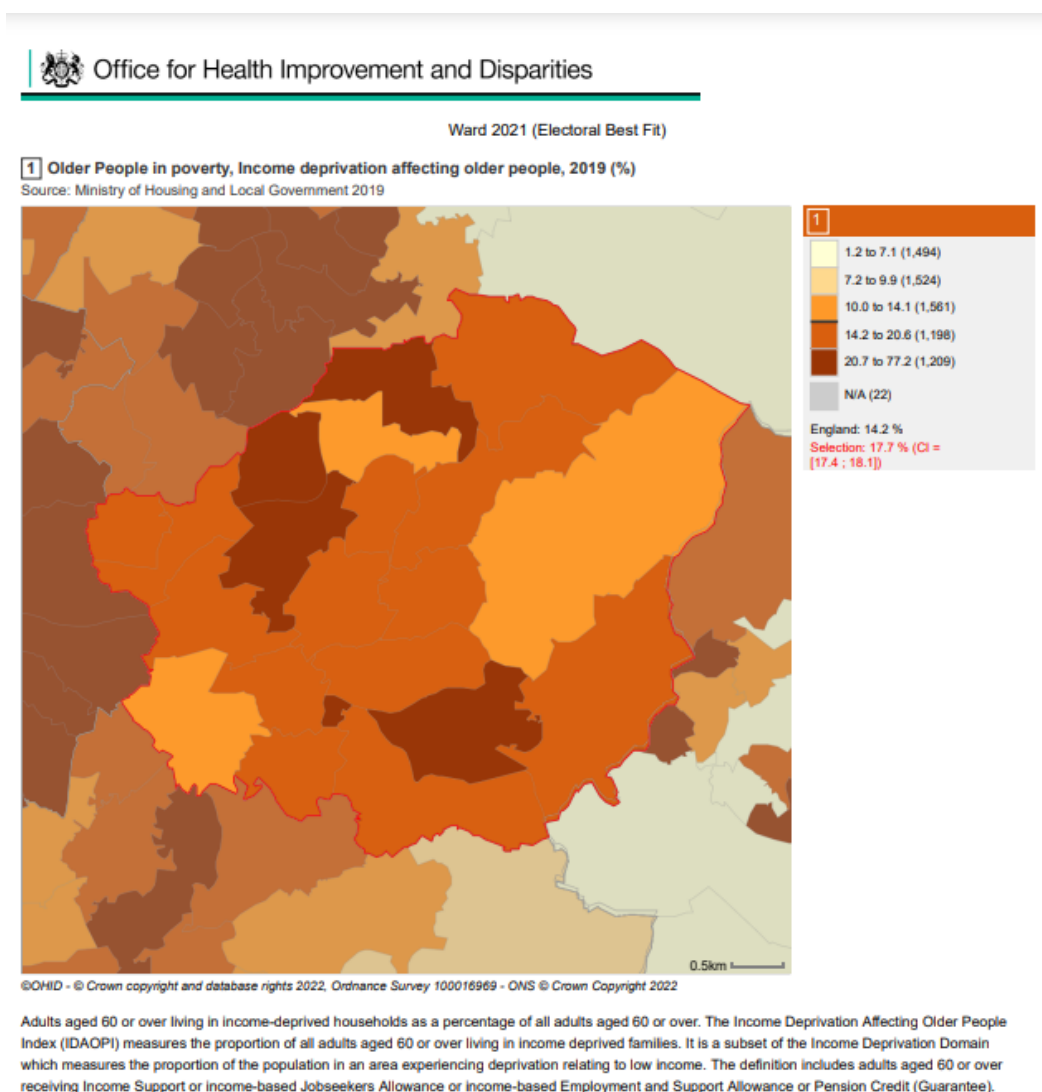 Office for Health Improvement and Disparities
Ward 2021 (Electoral Best Fit)
1 Older People in poverty, Income deprivation affecting older people, 2019 (%)
Source: Ministry of Housing and Local Government 2019
1
1.2 to 7.1 (1,494)
7.2 to 9.9 (1,524)
10.0 to 14.1 (1,561)
14.2 to 20.6 (1,198)
20.7 to 77.2 (1,209)
N/A (22)
England: 14.2 %
Selection: 17.7 % (CI =
[17.4 ; 18.1])
0.5km
©OHID - © Crown copyright and database rights 2022, Ordnance Survey 100016969 - ONS © Crown Copyright 2022
Adults aged 60 or over living in income-deprived households as a percentage of all adults aged 60 or over. The Income Deprivation Affecting Older People
Index (IDAOPI) measures the proportion of all adults aged 60 or over living in income deprived families. It is a subset of the Income Deprivation Domain
which measures the proportion of the population in an area experiencing deprivation relating to low income. The definition includes adults aged 60 or over
receiving Income Support or income-based Jobseekers Allowance or income-based Employment and Support Allowance or Pension Credit (Guarantee).